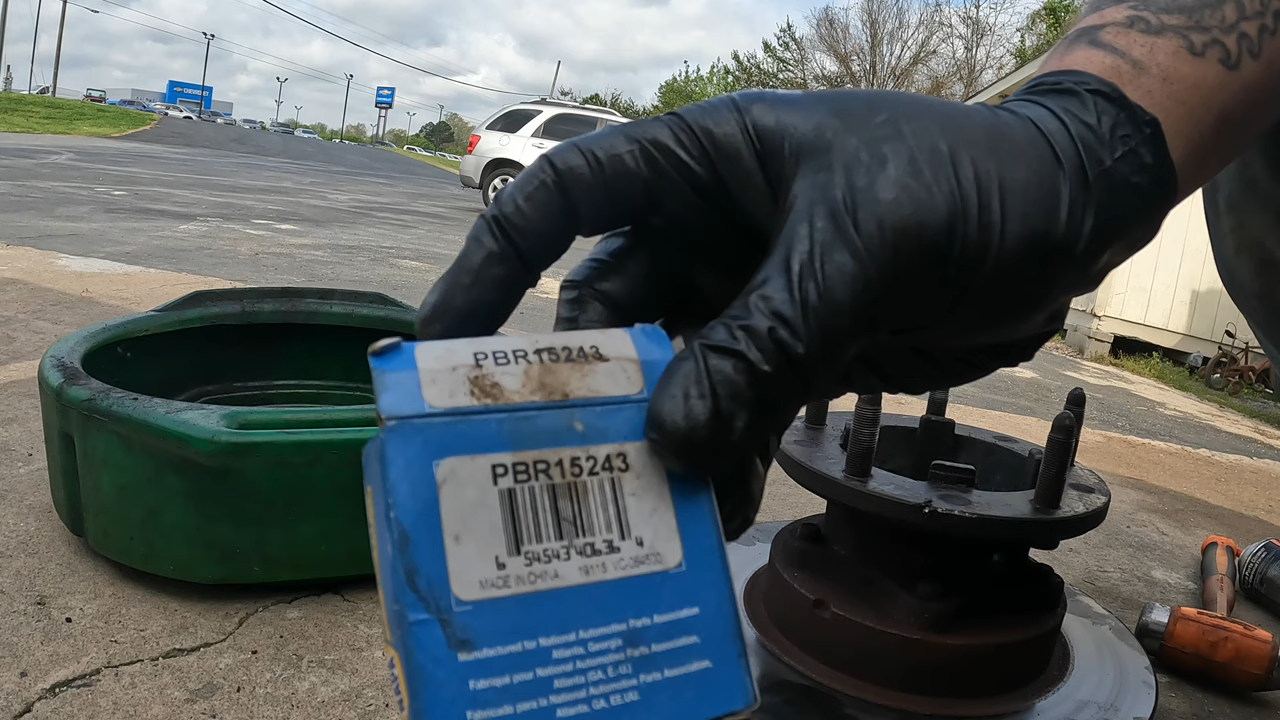 CHEVROLET
PBR15243
PBR15243
6 54543 40636 4
MADE IN CHINA
Manufactured for National Automotive Parts Association
Atlanta, Georgia
Fabriqué pour National Automotive Parts Association,
Atlanta (GA, E.-U.)
Fabricado para la National Automotive Parts Association,
Atlanta, GA, EE.UU.